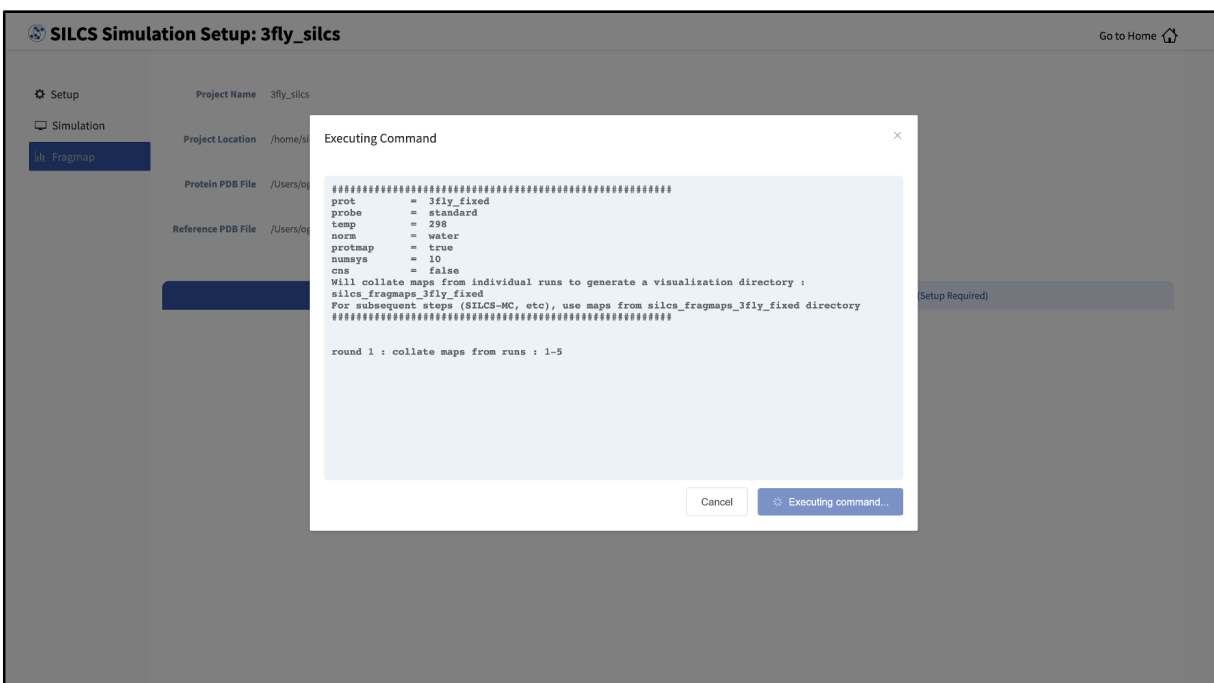 SILCS Simulation Setup: 3fly_silcs
Go to Home
Setup
Simulation
Fragmap
Project Name 3fly_silcs
Project Location /home/si
Protein PDB File /Users/og
Reference PDB File /Users/og
(Setup Required)
Executing Command
########################################################
prot = 3fly_fixed
probe = standard
temp = 298
norm = water
protmap = true
numsys = 10
cns = false
Will collate maps from individual runs to generate a visualization directory :
silcs_fragmaps_3fly_fixed
For subsequent steps (SILCS-MC, etc), use maps from silcs_fragmaps_3fly_fixed directory
########################################################
round 1 : collate maps from runs : 1-5
Cancel
Executing command...